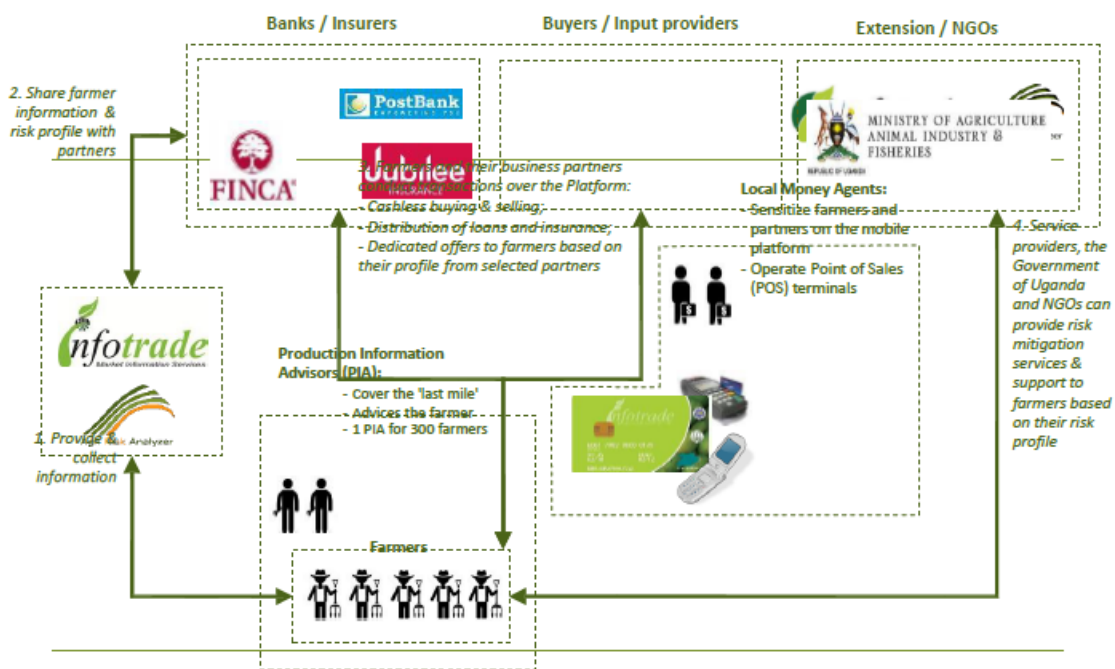 Banks / Insurers
Buyers / Input providers
Extension / NGOs
2. Share farmer
information &
risk profile with
partners
PostBank
FINCA
Jubilee
INSURANCE
MINISTRY OF AGRICULTURE
ANIMAL INDUSTRY &
FISHERIES
REPUBLIC OF UGANDA
3. Farmers and their business partners
conduct transactions over the Platform:
- Cashless buying & selling;
- Distribution of loans and insurance;
- Dedicated offers to farmers based on
their profile from selected partners
Local Money Agents:
- Sensitize farmers and
partners on the mobile
platform
- Operate Point of Sales
(POS) terminals
4. Service
providers, the
Government
of Uganda
and NGOs can
provide risk
mitigation
services &
support to
farmers based
on their risk
profile
Infotrade
Market Information Services
Risk Analyzer
1. Provide &
collect
information
Production Information
Advisors (PIA):
- Cover the 'last mile'
- Advices the farmer
- 1 PIA for 300 farmers
Infotrade
Farmers